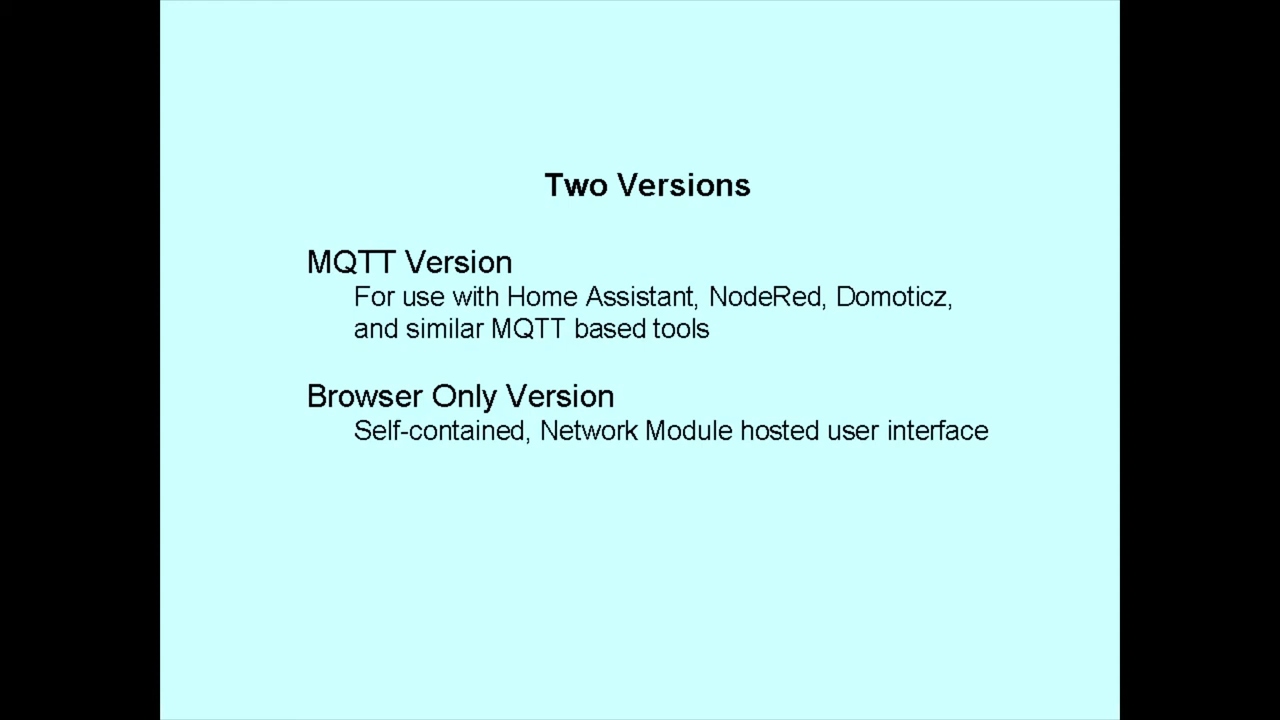 Two Versions
MQTT Version
For use with Home Assistant, NodeRed, Domoticz,
and similar MQTT based tools
Browser Only Version
Self-contained, Network Module hosted user interface